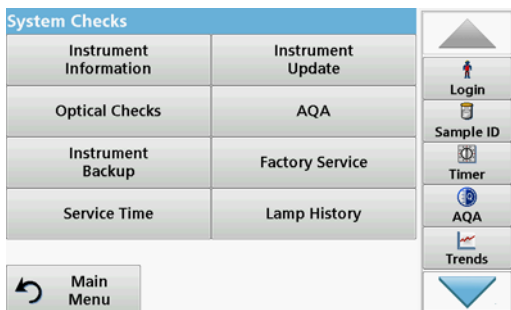 System Checks
Instrument
Information
Instrument
Update
Optical Checks
AQA
Instrument
Backup
Factory Service
Service Time
Lamp History
Main
Menu
Login
Sample ID
Timer
AQA
Trends